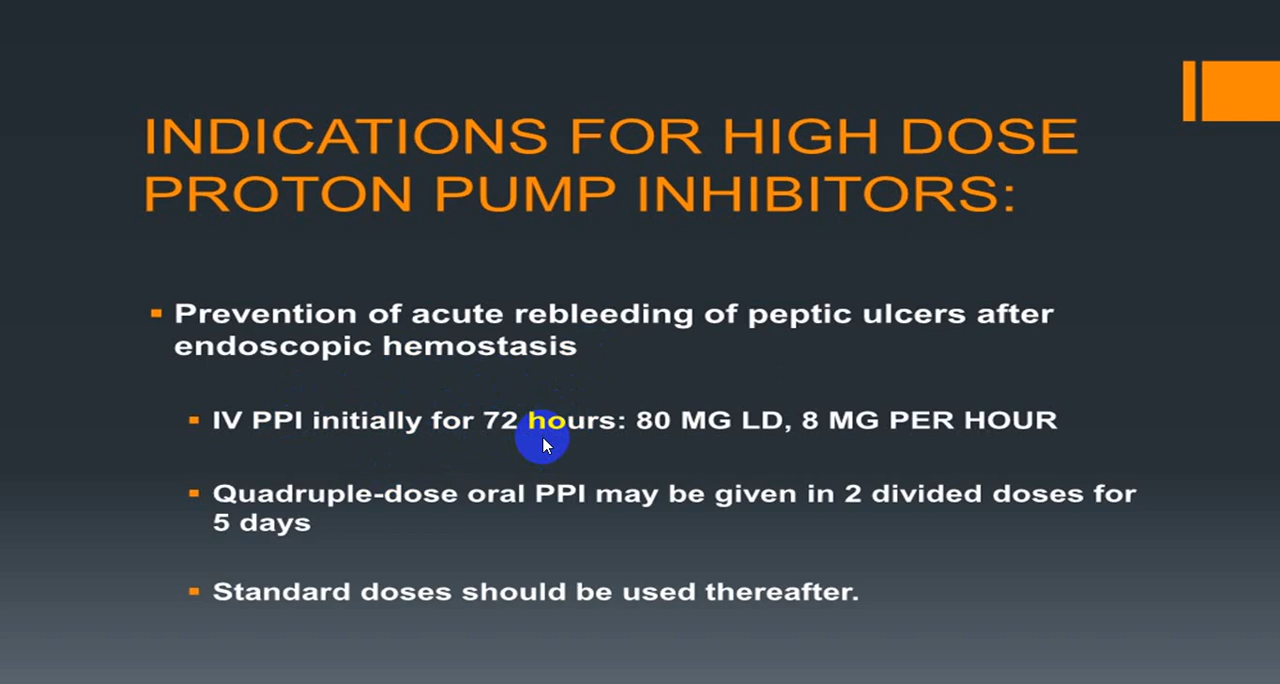 INDICATIONS FOR HIGH DOSE
PROTON PUMP INHIBITORS:
Prevention of acute rebleeding of peptic ulcers after
endoscopic hemostasis
IV PPI initially for 72 hours: 80 MG LD, 8 MG PER HOUR
Quadruple-dose oral PPI may be given in 2 divided doses for
5 days
Standard doses should be used thereafter.